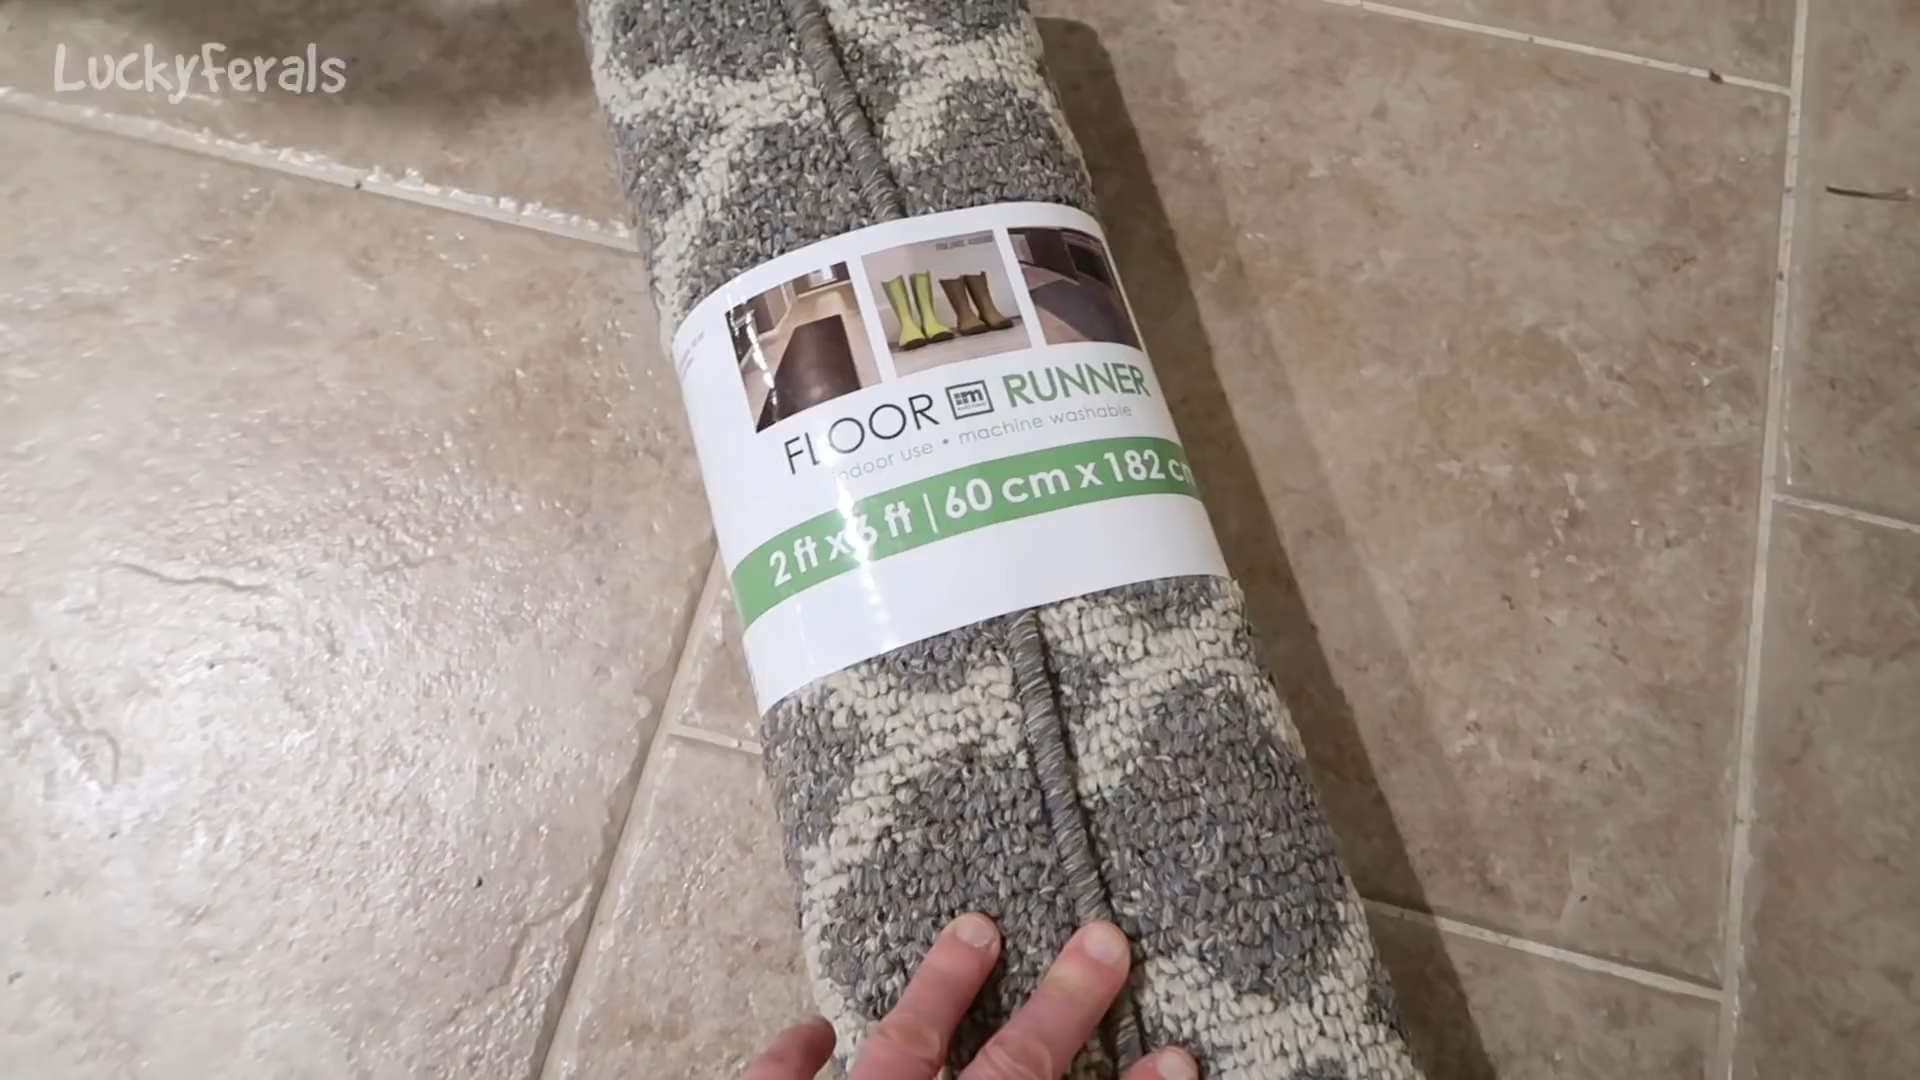 LuckyFerals
FLOOR m RUNNER
indoor use • machine washable
2 ft x 6 ft | 60 cm x 182 cm